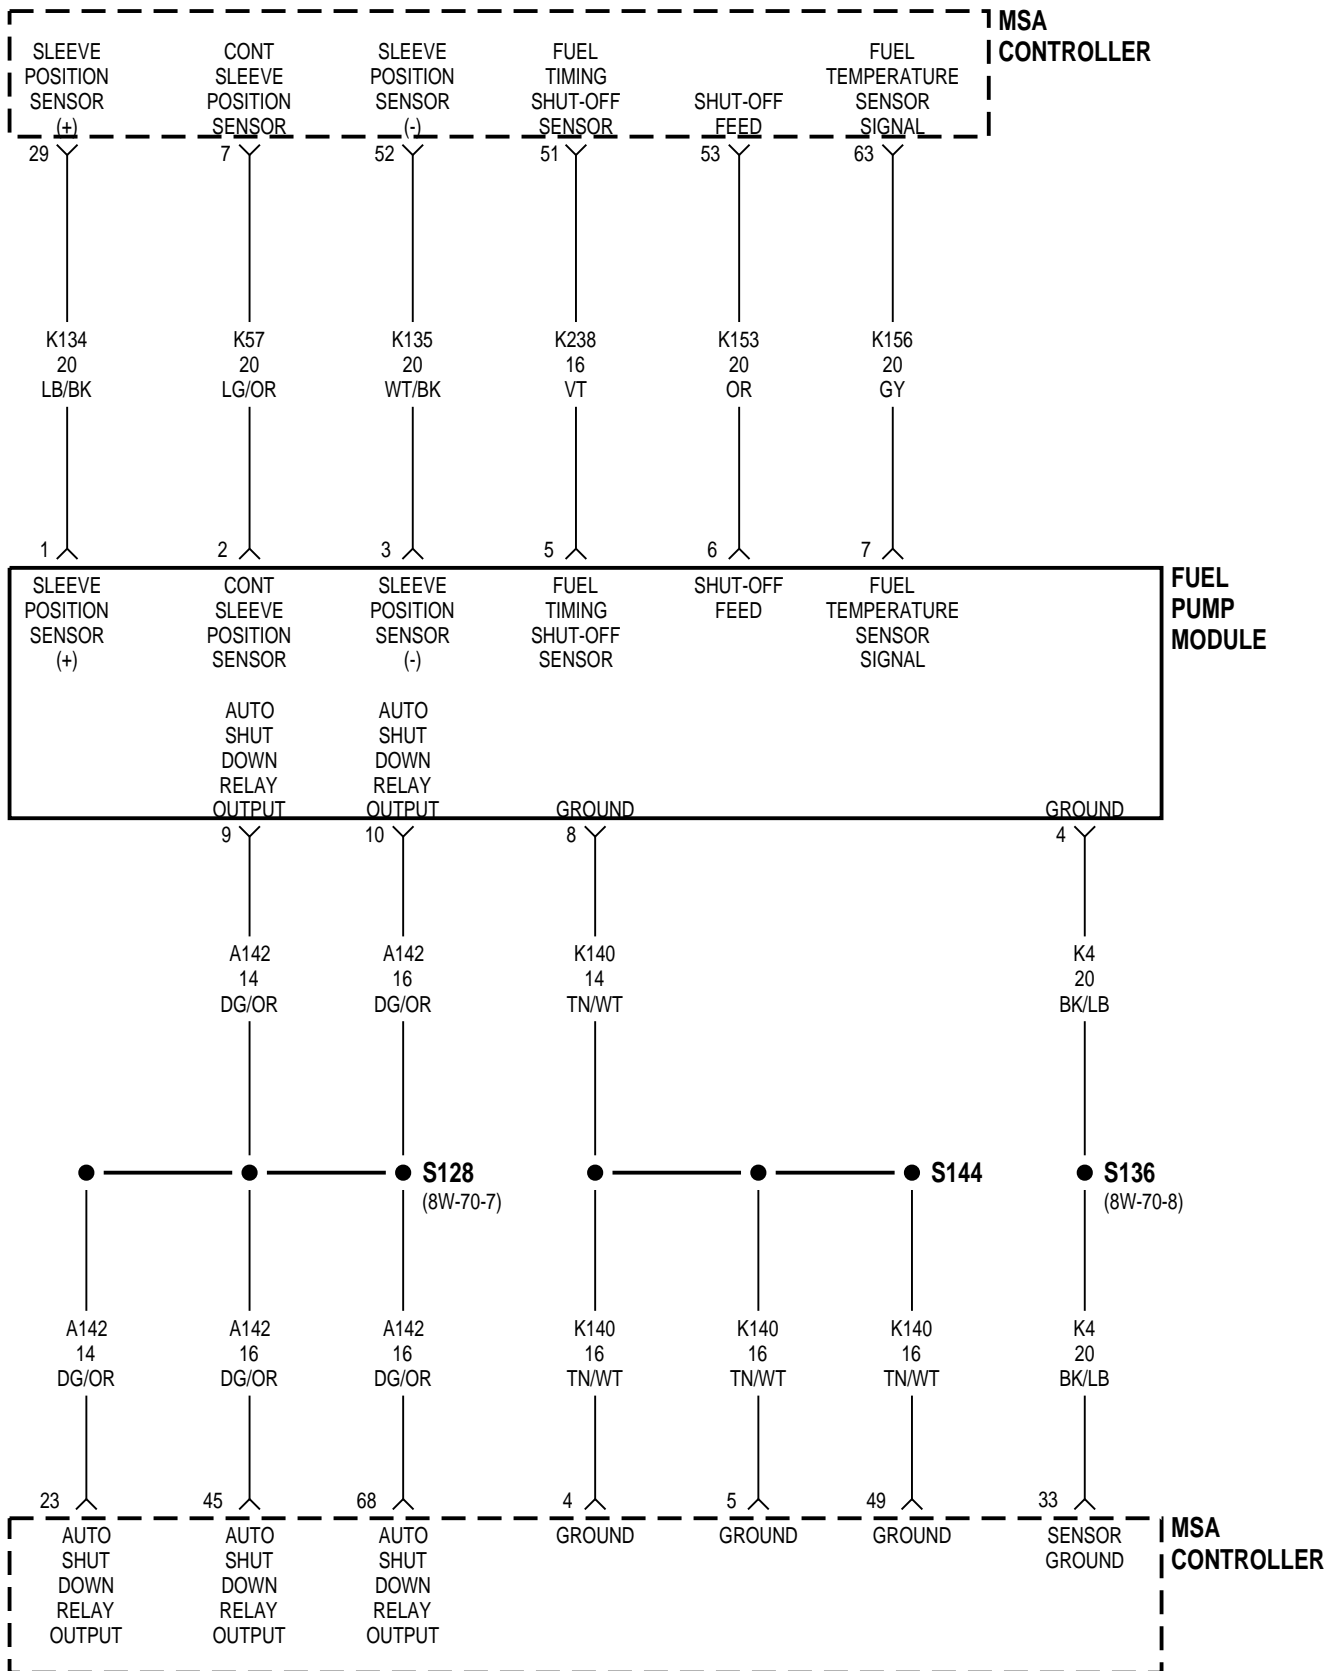 MSA
CONTROLLER
SLEEVE
POSITION
SENSOR
(+)
CONT
SLEEVE
POSITION
SENSOR
SLEEVE
POSITION
SENSOR
(-)
FUEL
TIMING
SHUT-OFF
SENSOR
SHUT-OFF
FEED
FUEL
TEMPERATURE
SENSOR
SIGNAL
29
7
52
51
53
63
K134
20
LB/BK
K57
20
LG/OR
K135
20
WT/BK
K238
16
VT
K153
20
OR
K156
20
GY
1
2
3
5
6
7
FUEL
PUMP
MODULE
SLEEVE
POSITION
SENSOR
(+)
CONT
SLEEVE
POSITION
SENSOR
SLEEVE
POSITION
SENSOR
(-)
FUEL
TIMING
SHUT-OFF
SENSOR
SHUT-OFF
FEED
FUEL
TEMPERATURE
SENSOR
SIGNAL
AUTO
SHUT
DOWN
RELAY
OUTPUT
AUTO
SHUT
DOWN
RELAY
OUTPUT
GROUND
GROUND
9
10
8
4
A142
14
DG/OR
A142
16
DG/OR
K140
14
TN/WT
K4
20
BK/LB
S128
(8W-70-7)
S144
S136
(8W-70-8)
A142
14
DG/OR
A142
16
DG/OR
A142
16
DG/OR
K140
16
TN/WT
K140
16
TN/WT
K140
16
TN/WT
K4
20
BK/LB
23
45
68
4
5
49
33
AUTO
SHUT
DOWN
RELAY
OUTPUT
AUTO
SHUT
DOWN
RELAY
OUTPUT
AUTO
SHUT
DOWN
RELAY
OUTPUT
GROUND
GROUND
GROUND
SENSOR
GROUND
MSA
CONTROLLER